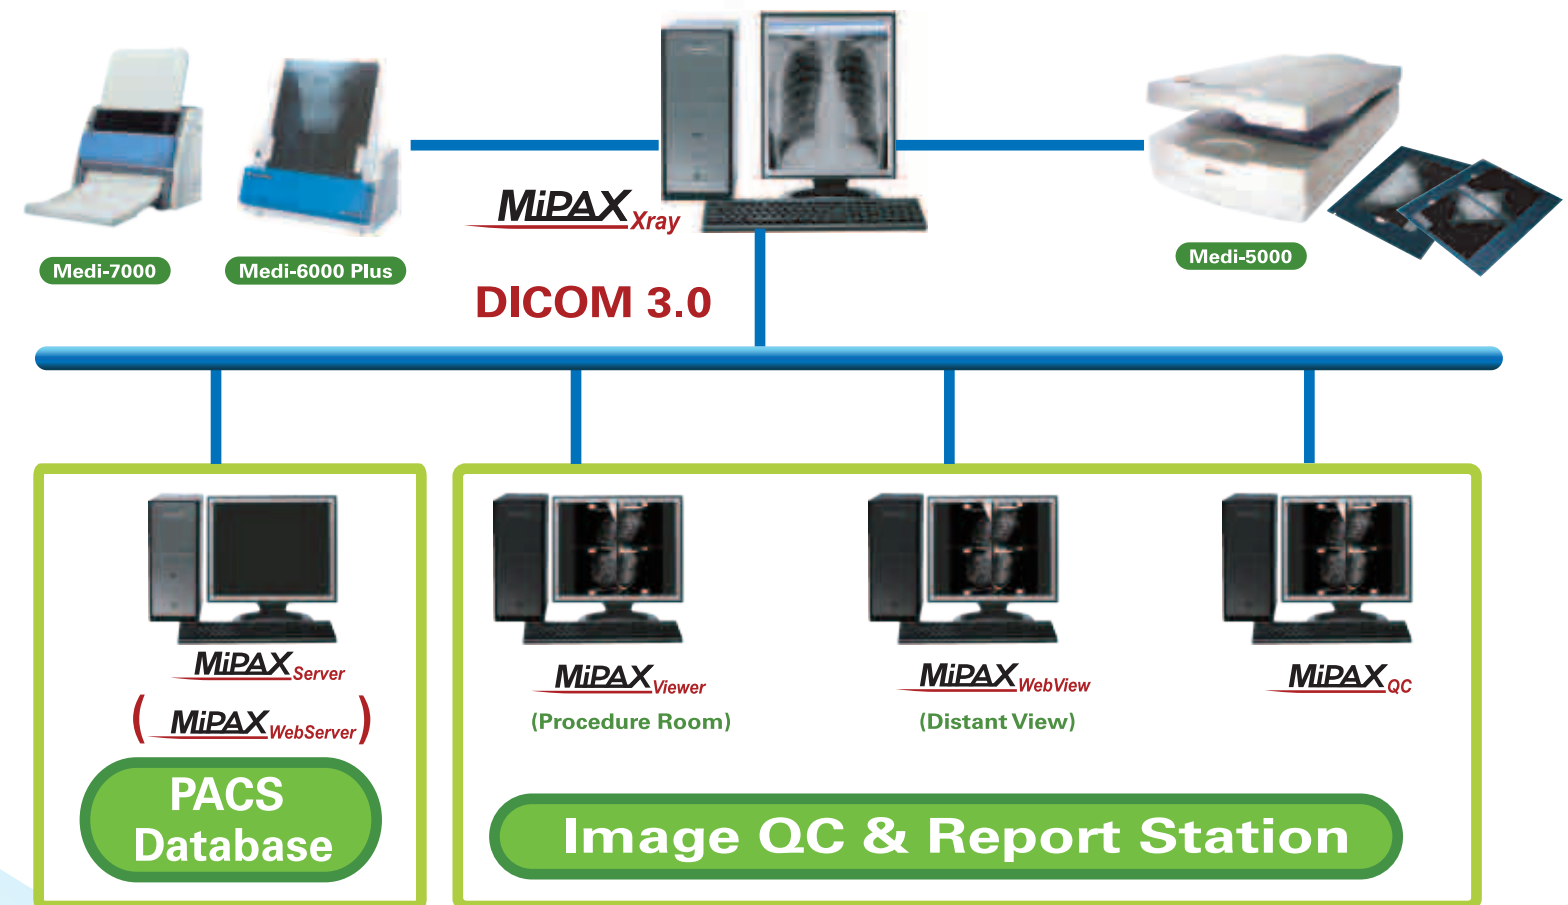 MiPAX Xray
Medi-7000
Medi-6000 Plus
Medi-5000
DICOM 3.0
MiPAX Server
( MiPAX WebServer )
PACS
Database
MiPAX Viewer
(Procedure Room)
MiPAX WebView
(Distant View)
MiPAX QC
Image QC & Report Station